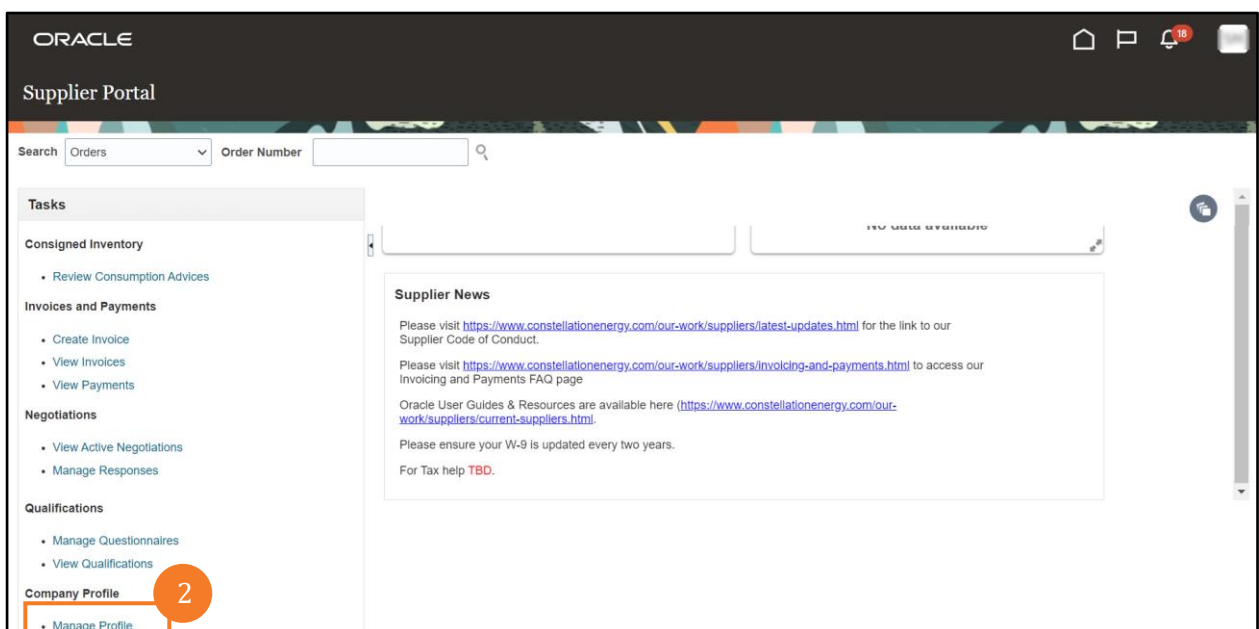 ORACLE
18
Supplier Portal
Search Orders Order Number
Tasks
Consigned Inventory
Review Consumption Advices
Invoices and Payments
Create Invoice
View Invoices
View Payments
Negotiations
View Active Negotiations
Manage Responses
Qualifications
Manage Questionnaires
View Qualifications
Company Profile
2
Manage Profile
No data available
Supplier News
Please visit https://www.constellationenergy.com/our-work/suppliers/latest-updates.html for the link to our
Supplier Code of Conduct.
Please visit https://www.constellationenergy.com/our-work/suppliers/invoicing-and-payments.html to access our
Invoicing and Payments FAQ page
Oracle User Guides & Resources are available here (https://www.constellationenergy.com/our-
work/suppliers/current-suppliers.html.
Please ensure your W-9 is updated every two years.
For Tax help TBD.